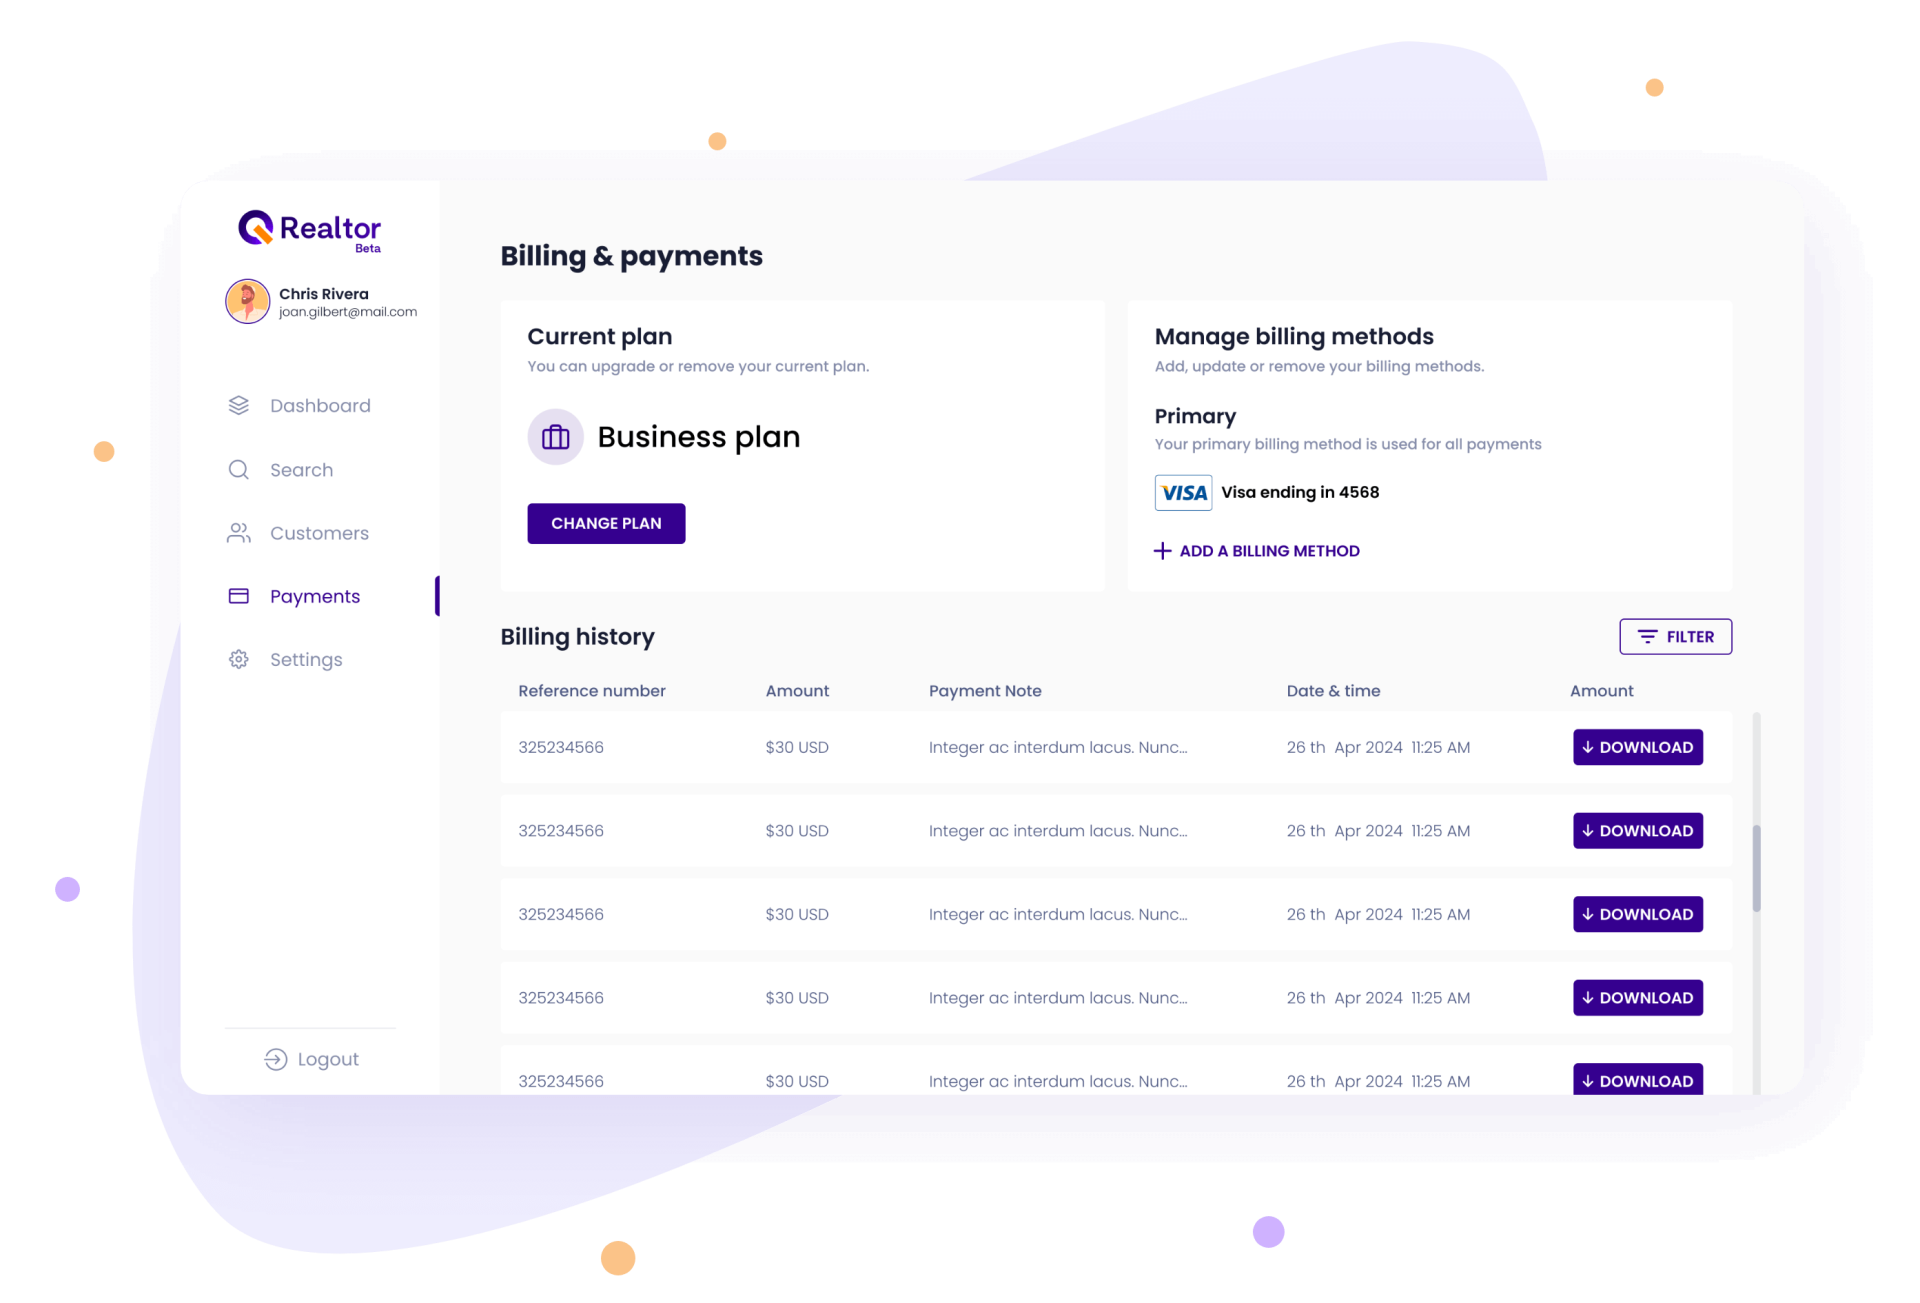 Realtor
Beta
Chris Rivera
joan.gilbert@mail.com
Dashboard
Search
Customers
Payments
Settings
Logout
Billing & payments
Current plan
You can upgrade or remove your current plan.
Business plan
CHANGE PLAN
Manage billing methods
Add, update or remove your billing methods.
Primary
Your primary billing method is used for all payments
VISA Visa ending in 4568
ADD A BILLING METHOD
Billing history
FILTER
Reference number Amount Payment Note Date & time Amount
325234566 $30 USD Integer ac interdum lacus. Nunc... 26 th Apr 2024 11:25 AM DOWNLOAD
325234566 $30 USD Integer ac interdum lacus. Nunc... 26 th Apr 2024 11:25 AM DOWNLOAD
325234566 $30 USD Integer ac interdum lacus. Nunc... 26 th Apr 2024 11:25 AM DOWNLOAD
325234566 $30 USD Integer ac interdum lacus. Nunc... 26 th Apr 2024 11:25 AM DOWNLOAD
325234566 $30 USD Integer ac interdum lacus. Nunc... 26 th Apr 2024 11:25 AM DOWNLOAD